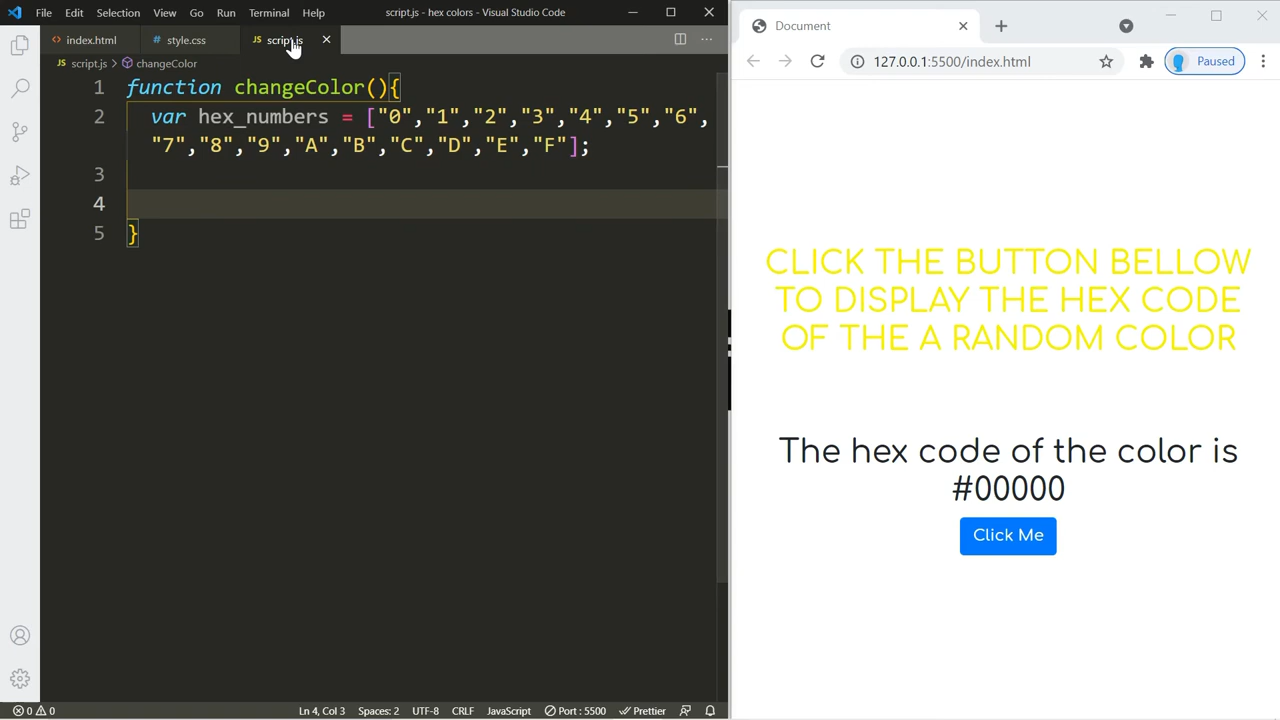 File Edit Selection View Go Run Terminal Help script.js - hex colors - Visual Studio Code
index.html style.css script.js
script.js changeColor
1 function changeColor(){
2 var hex_numbers = ["0","1","2","3","4","5","6",
"7","8","9","A","B","C","D","E","F"];
3
4
5 }
Ln 4, Col 3 Spaces: 2 UTF-8 CRLF JavaScript Port : 5500 Prettier
0 0
Document
127.0.0.1:5500/index.html Paused
CLICK THE BUTTON BELLOW
TO DISPLAY THE HEX CODE
OF THE A RANDOM COLOR
The hex code of the color is
#00000
Click Me